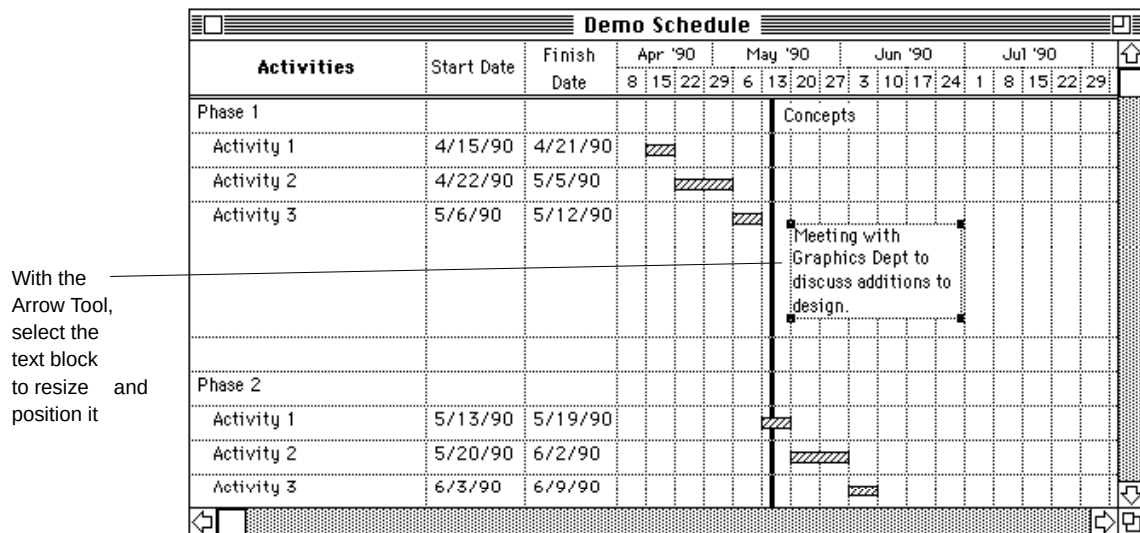 Demo Schedule
Activities Start Date Finish Date Apr '90 May '90 Jun '90 Jul '90
8 15 22 29 6 13 20 27 3 10 17 24 1 8 15 22 29
Phase 1 Concepts
Activity 1 4/15/90 4/21/90
Activity 2 4/22/90 5/5/90
Activity 3 5/6/90 5/12/90
Meeting with
Graphics Dept to
discuss additions to
design.
With the
Arrow Tool,
select the
text block
to resize and
position it
Phase 2
Activity 1 5/13/90 5/19/90
Activity 2 5/20/90 6/2/90
Activity 3 6/3/90 6/9/90